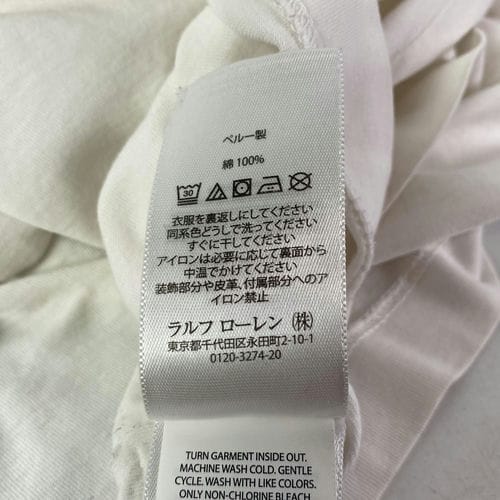 ペルー製
綿 100%
30
衣服を裏返しにしてください
同系色どうしで洗ってください
すぐに干してください
アイロンは必要に応じて裏面から
中温でかけてください
装飾部分や皮革、付属部分へのア
イロン禁止
ラルフ ローレン (株)
東京都千代田区永田町2-10-1
0120-3274-20
TURN GARMENT INSIDE OUT.
MACHINE WASH COLD. GENTLE
CYCLE. WASH WITH LIKE COLORS.
ONLY NON-CHLORINE BLEACH